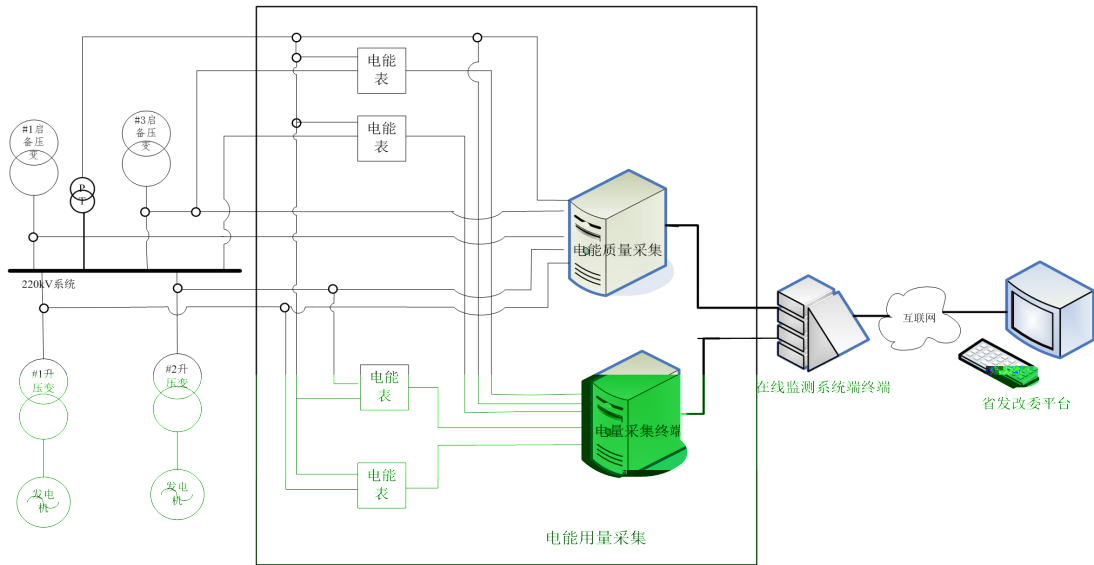 电能
表
电能
表
#1启
备压
变
#3启
备压
变
P
T
电能质量采集
220kV系统
互联网
#1升
压变
#2升
压变
电能
表
在线监测系统端终端
省发改委平台
电量采集终端
电能
表
发电
机
发电
机
电能用量采集